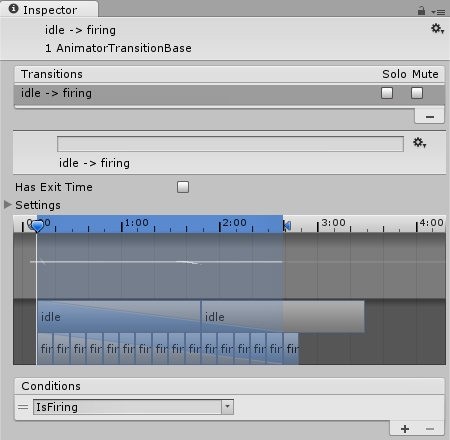 Inspector
idle -> firing
1 AnimatorTransitionBase
Transitions Solo Mute
idle -> firing
idle -> firing
Has Exit Time
Settings
0:00 1:00 2:00 3:00 4:00
idle idle
fir fir fir fir fir fir fir fir fir fir fir fir fir fir fir fir
Conditions
IsFiring